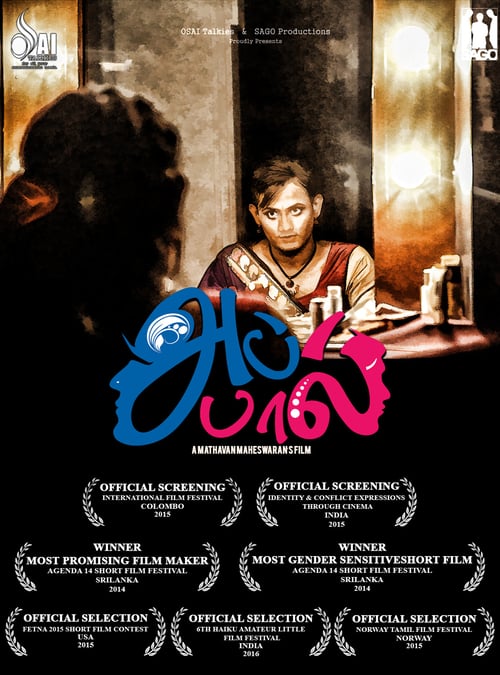 OSAI TALKIES
OSAI Talkies & SAGO Productions
Proudly Presents
SAGO
அப்
பால்
A MATHAVAN MAHESWARAN S FILM
OFFICIAL SCREENING
INTERNATIONAL FILM FESTIVAL
COLOMBO
2015
OFFICIAL SCREENING
IDENTITY & CONFLICT EXPRESSIONS
THROUGH CINEMA
INDIA
2015
WINNER
MOST PROMISING FILM MAKER
AGENDA 14 SHORT FILM FESTIVAL
SRILANKA
2014
WINNER
MOST GENDER SENSITIVESHORT FILM
AGENDA 14 SHORT FILM FESTIVAL
SRILANKA
2014
OFFICIAL SELECTION
FETNA 2015 SHORT FILM CONTEST
USA
2015
OFFICIAL SELECTION
6TH HAIKU AMATEUR LITTLE
FILM FESTIVAL
INDIA
2016
OFFICIAL SELECTION
NORWAY TAMIL FILM FESTIVAL
NORWAY
2015